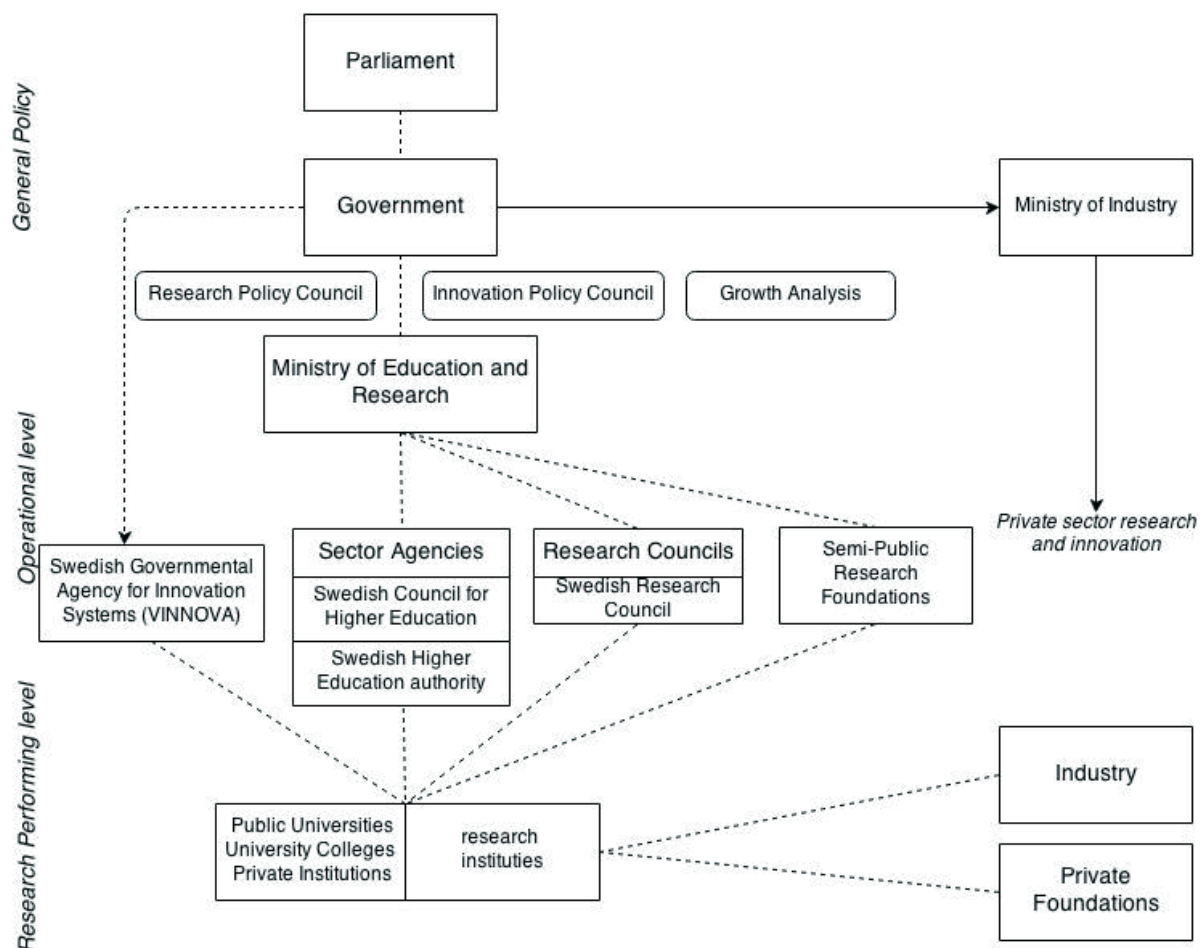 General Policy
Parliament
Government
Ministry of Industry
Research Policy Council
Innovation Policy Council
Growth Analysis
Ministry of Education and
Research
Operational level
Swedish Governmental
Agency for Innovation
Systems (VINNOVA)
Sector Agencies
Swedish Council for
Higher Education
Swedish Higher
Education authority
Research Councils
Swedish Research
Council
Semi-Public
Research
Foundations
Private sector research
and innovation
Research Performing level
Public Universities
University Colleges
Private Institutions
research
instituties
Industry
Private
Foundations